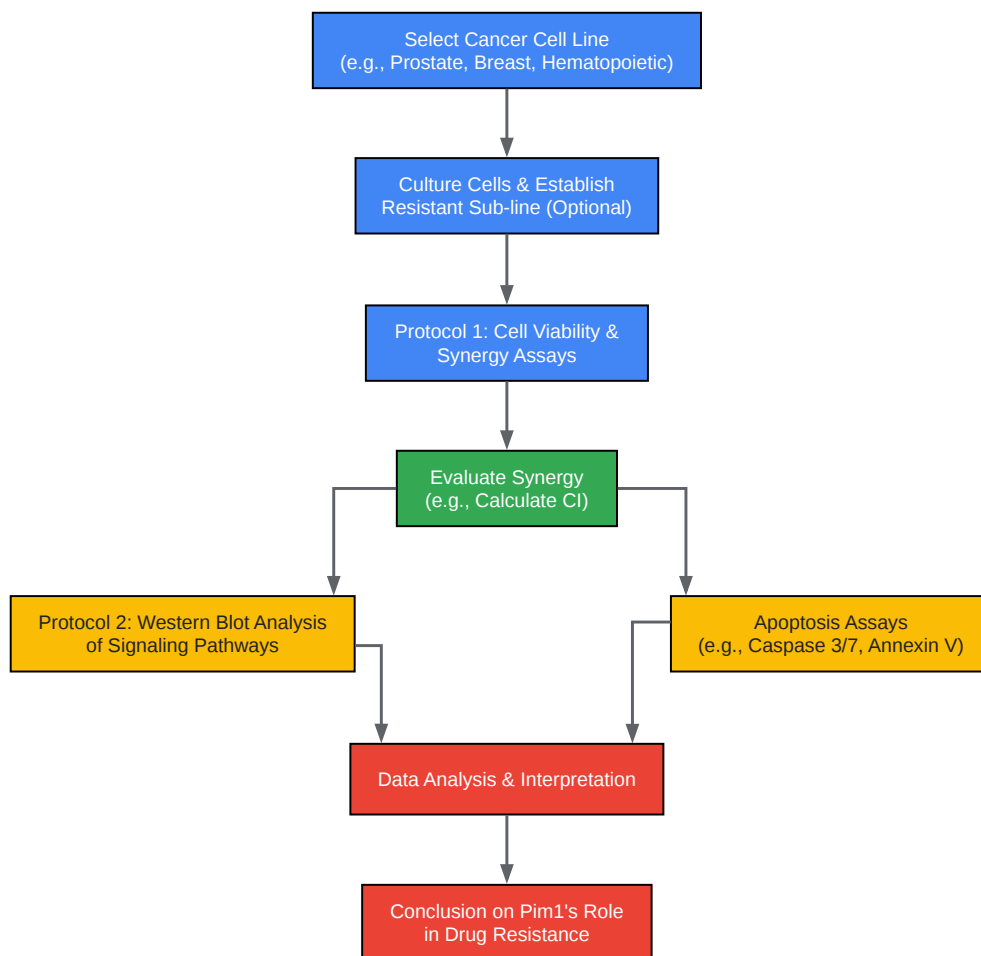 Select Cancer Cell Line
(e.g., Prostate, Breast, Hematopoietic)
Culture Cells & Establish
Resistant Sub-line (Optional)
Protocol 1: Cell Viability &
Synergy Assays
Evaluate Synergy
(e.g., Calculate CI)
Protocol 2: Western Blot Analysis
of Signaling Pathways
Apoptosis Assays
(e.g., Caspase 3/7, Annexin V)
Data Analysis & Interpretation
Conclusion on Pim1's Role
in Drug Resistance